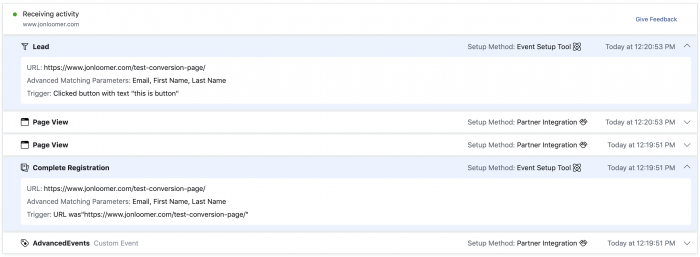 Receiving activity
www.jonloomer.com
Give Feedback
Lead Setup Method: Event Setup Tool Today at 12:20:53 PM
URL: https://www.jonloomer.com/test-conversion-page/
Advanced Matching Parameters: Email, First Name, Last Name
Trigger: Clicked button with text "this is button"
Page View Setup Method: Partner Integration Today at 12:20:53 PM
Page View Setup Method: Partner Integration Today at 12:19:51 PM
Complete Registration Setup Method: Event Setup Tool Today at 12:19:51 PM
URL: https://www.jonloomer.com/test-conversion-page/
Advanced Matching Parameters: Email, First Name, Last Name
Trigger: URL was"https://www.jonloomer.com/test-conversion-page/"
AdvancedEvents Custom Event Setup Method: Partner Integration Today at 12:19:51 PM